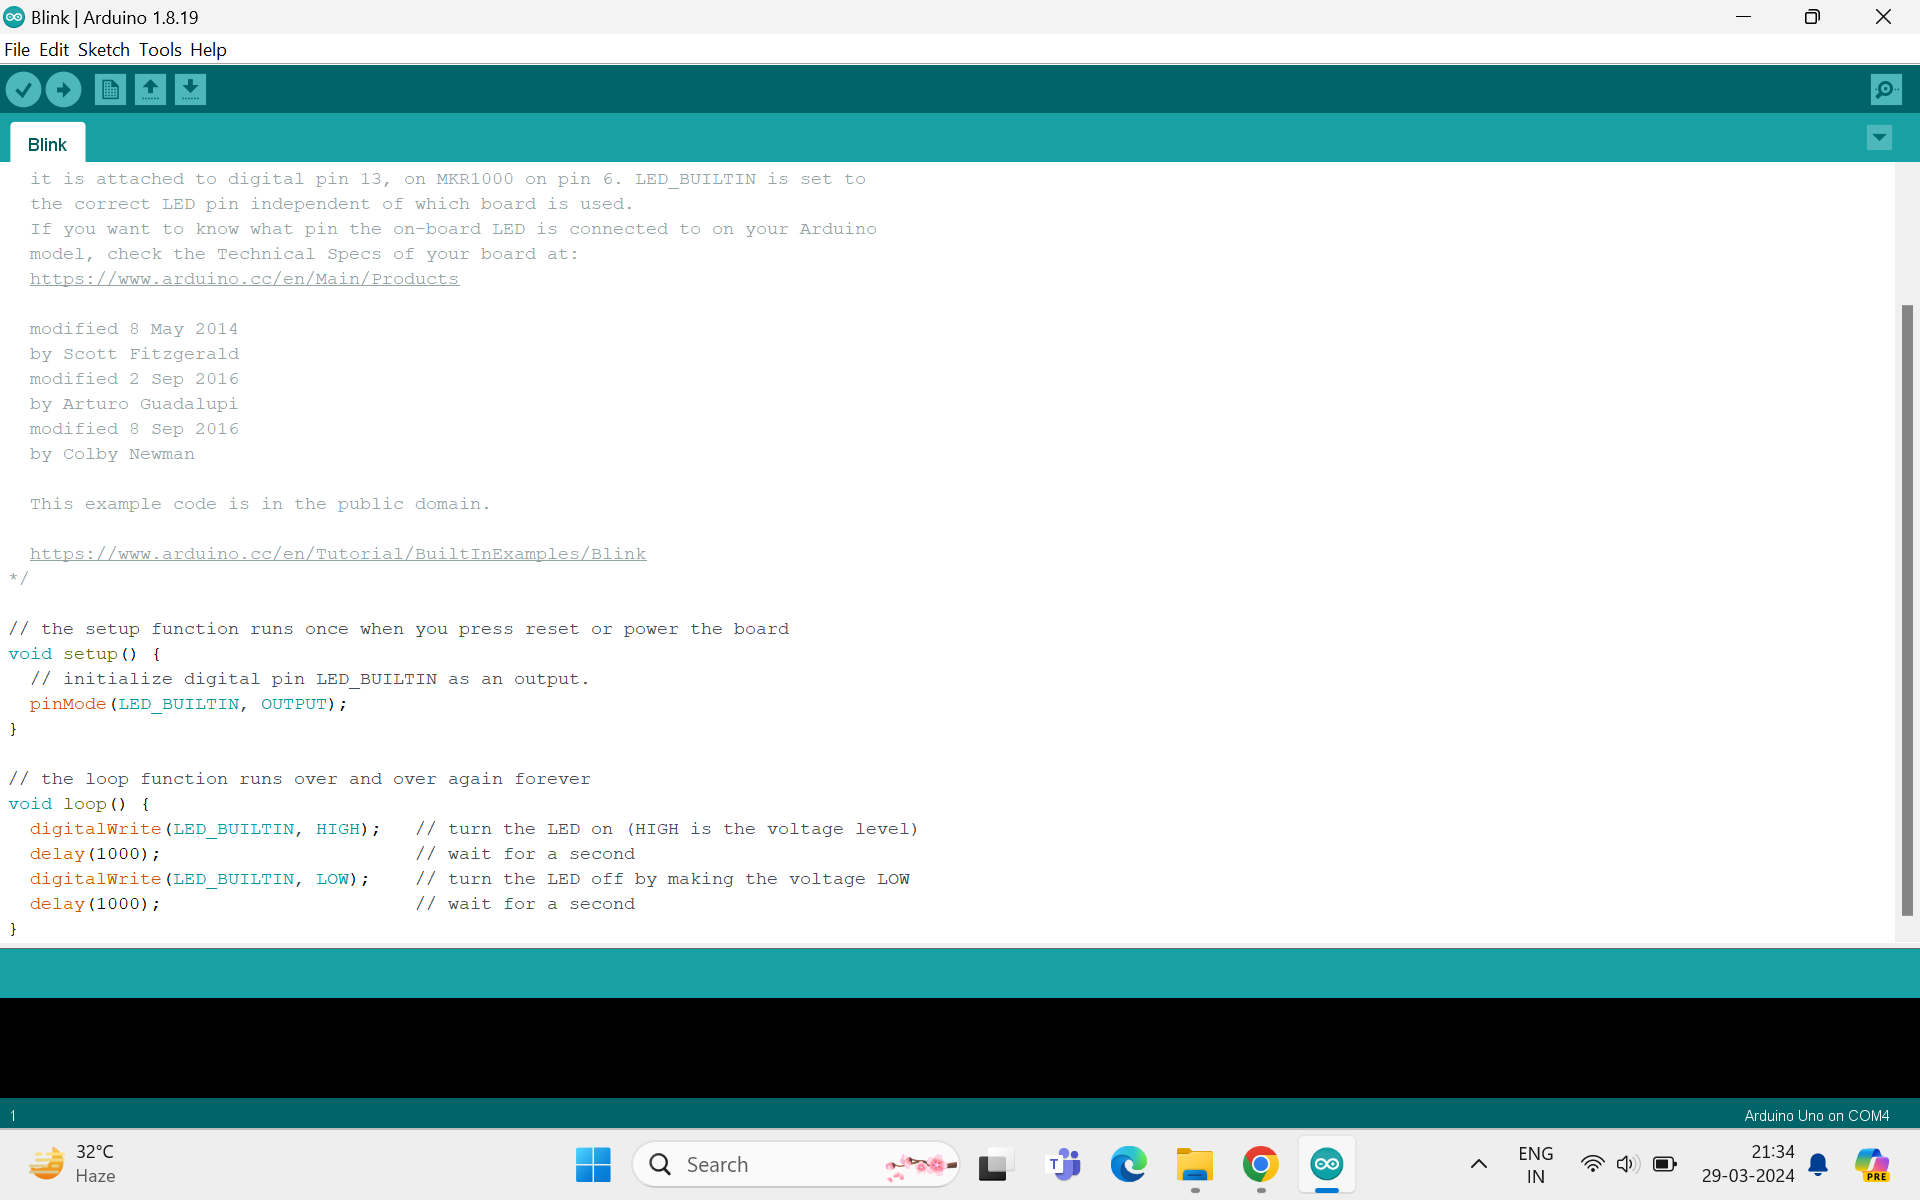 Blink | Arduino 1.8.19
File Edit Sketch Tools Help
Blink
it is attached to digital pin 13, on MKR1000 on pin 6. LED_BUILTIN is set to
the correct LED pin independent of which board is used.
If you want to know what pin the on-board LED is connected to on your Arduino
model, check the Technical Specs of your board at:
https://www.arduino.cc/en/Main/Products
modified 8 May 2014
by Scott Fitzgerald
modified 2 Sep 2016
by Arturo Guadalupi
modified 8 Sep 2016
by Colby Newman
This example code is in the public domain.
https://www.arduino.cc/en/Tutorial/BuiltInExamples/Blink
*/
// the setup function runs once when you press reset or power the board
void setup() {
// initialize digital pin LED_BUILTIN as an output.
pinMode(LED_BUILTIN, OUTPUT);
}
// the loop function runs over and over again forever
void loop() {
digitalWrite(LED_BUILTIN, HIGH);   // turn the LED on (HIGH is the voltage level)
delay(1000);                       // wait for a second
digitalWrite(LED_BUILTIN, LOW);    // turn the LED off by making the voltage LOW
delay(1000);                       // wait for a second
}
1
Arduino Uno on COM4
32°C
Haze
Search
T
ENG
IN
21:34
29-03-2024
PRE